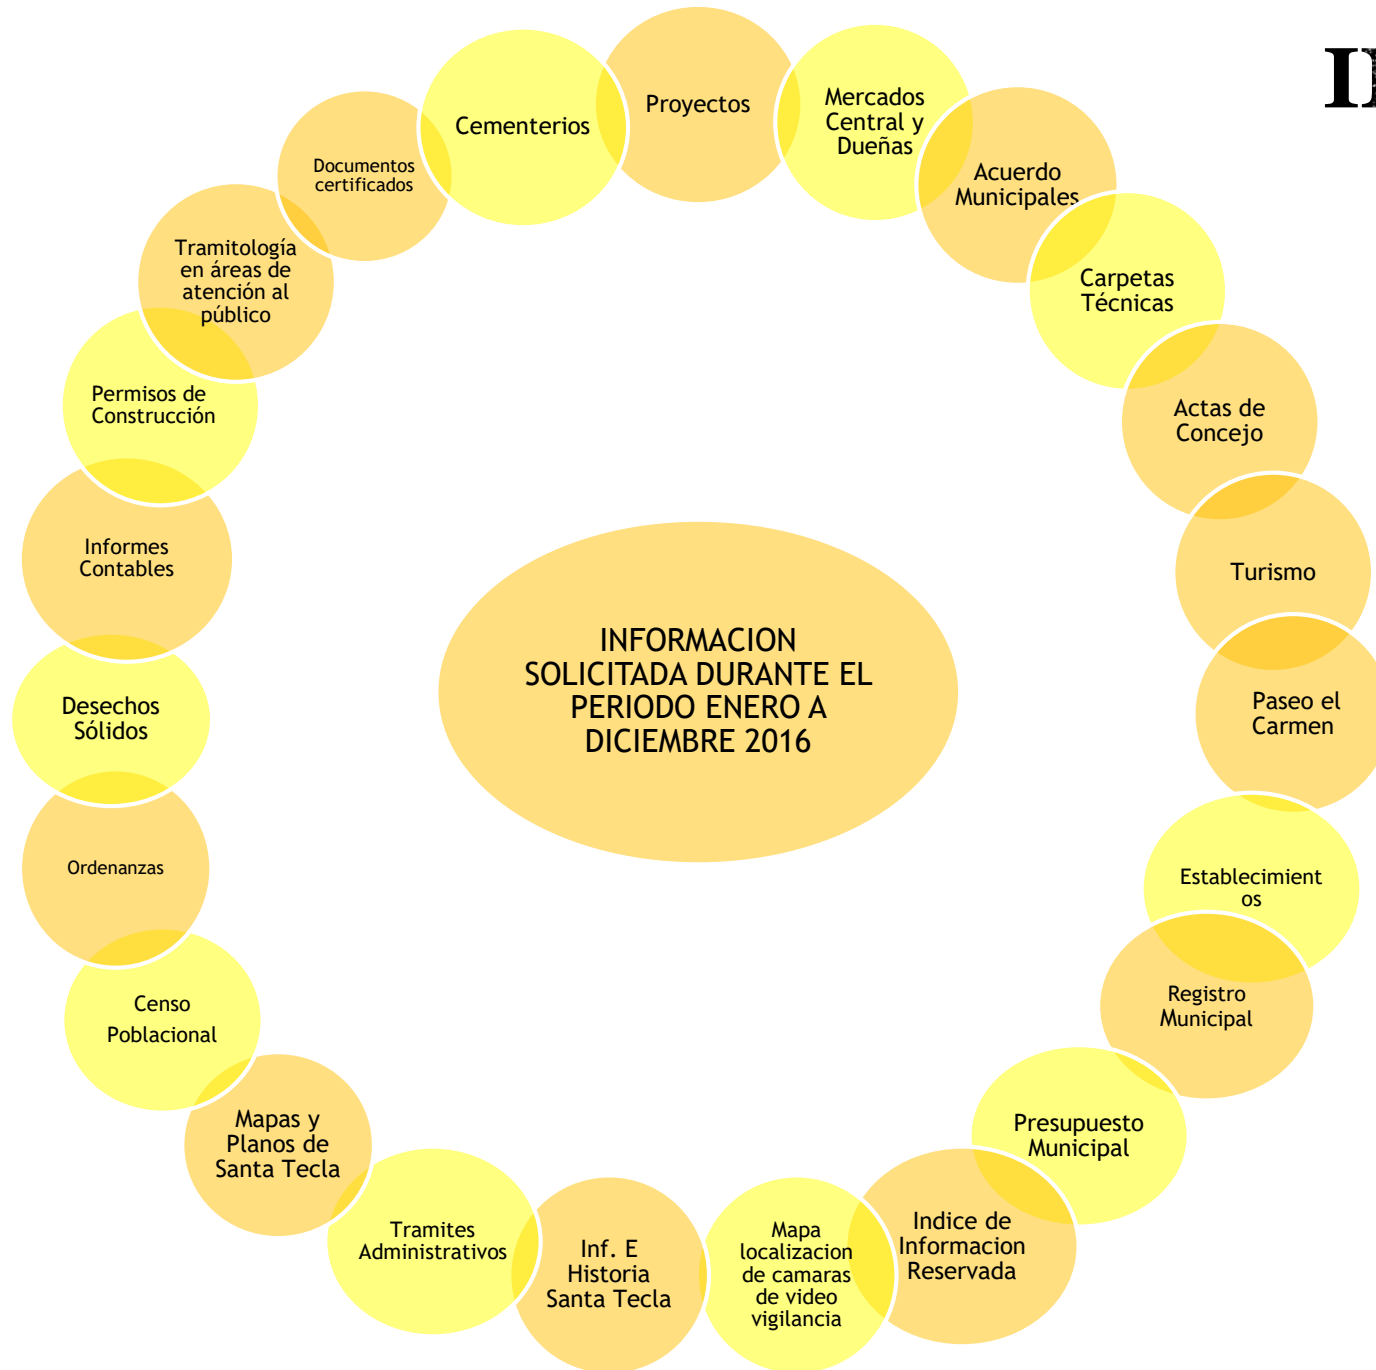 INFORMACION
SOLICITADA DURANTE EL
PERIODO ENERO A
DICIEMBRE 2016
Proyectos
Mercados
Central y
Dueñas
Acuerdo
Municipales
Carpetas
Técnicas
Actas de
Concejo
Turismo
Paseo el
Carmen
Establecimient
os
Registro
Municipal
Presupuesto
Municipal
Indice de
Informacion
Reservada
Mapa
localizacion
de camaras
de video
vigilancia
Inf. E
Historia
Santa Tecla
Tramites
Administrativos
Mapas y
Planos de
Santa Tecla
Censo
Poblacional
Ordenanzas
Desechos
Sólidos
Informes
Contables
Permisos de
Construcción
Tramitología
en áreas de
atención al
público
Documentos
certificados
Cementerios